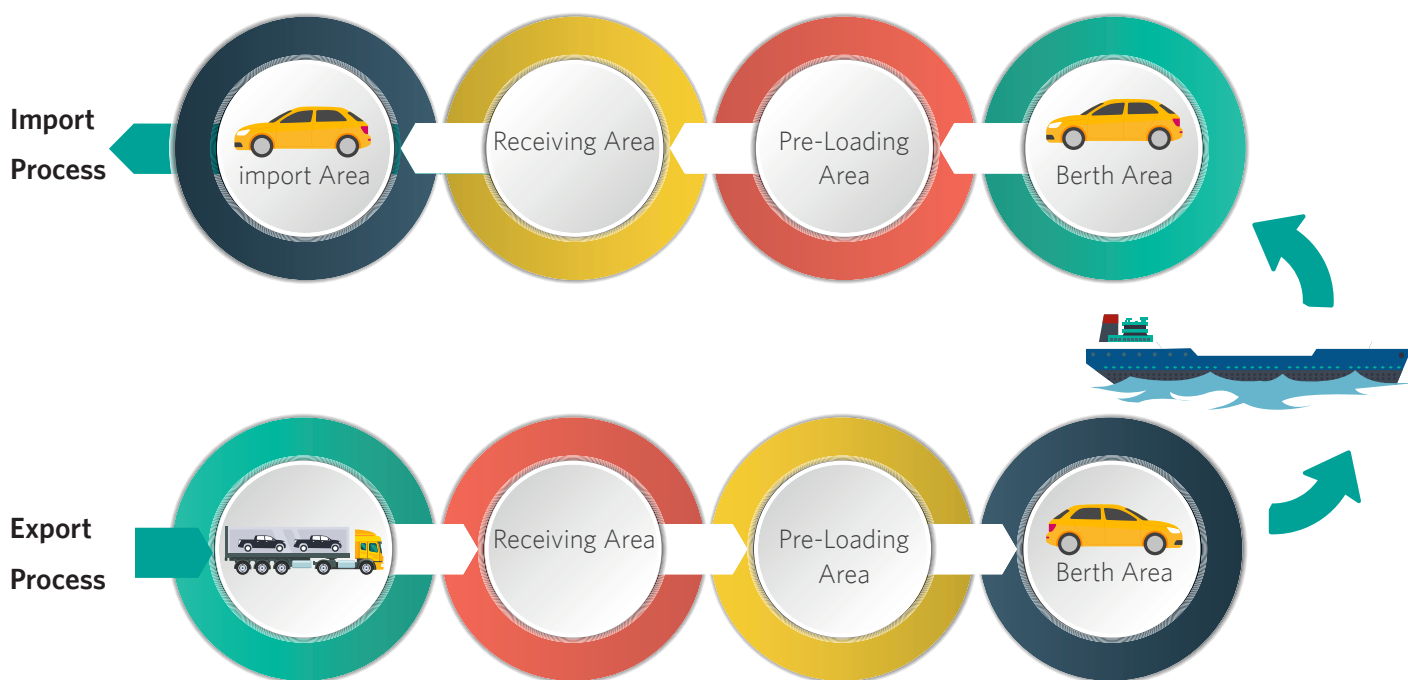 Import
Process
import Area
Receiving Area
Pre-Loading
Area
Berth Area
Export
Process
Receiving Area
Pre-Loading
Area
Berth Area